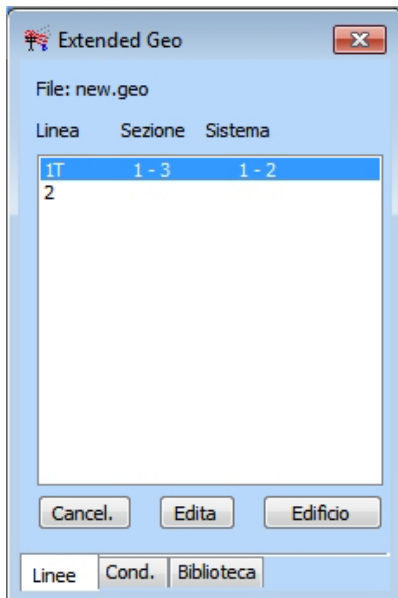 Extended Geo
File: new.geo
Linea Sezione Sistema
1T 1 - 3 1 - 2
2
Cancel. Edita Edificio
Linee Cond. Biblioteca